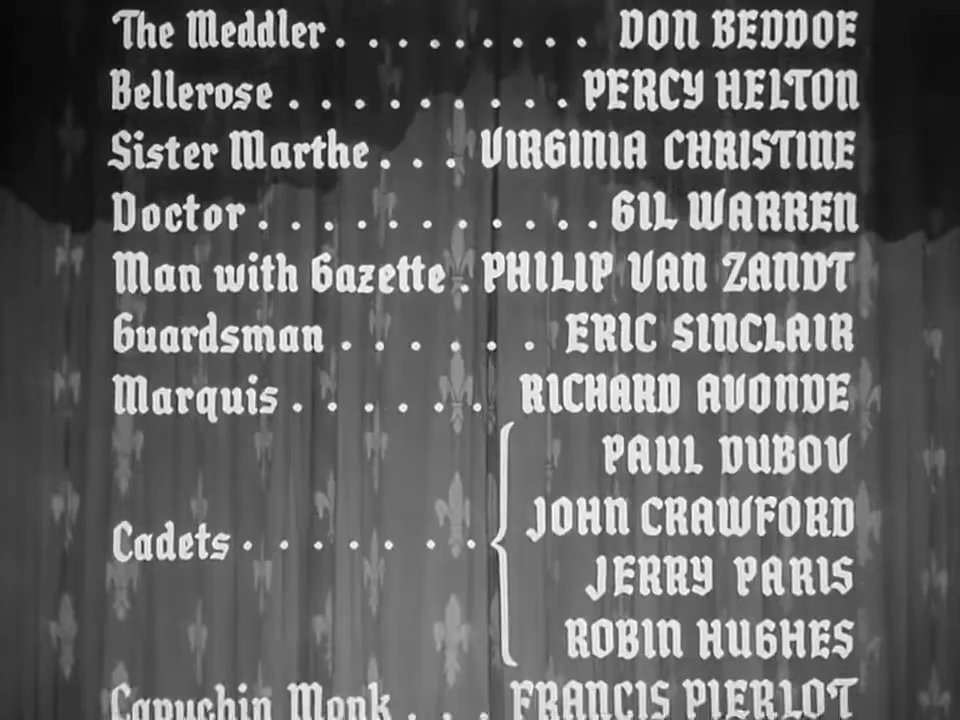 The Meddler . . . . . . . . . DON BEDDOE
Bellerose . . . . . . . . . . PERCY HELTON
Sister Marthe . . . VIRGINIA CHRISTINE
Doctor . . . . . . . . . . . GIL WARREN
Man with Gazette . PHILIP VAN ZANDT
Guardsman . . . . . . ERIC SINCLAIR
Marquis . . . . . . RICHARD AVONDE
PAUL DUBOV
JOHN CRAWFORD
Cadets . . . . . . . .
JERRY PARIS
ROBIN HUGHES
Capuchin Monk . . . FRANCIS PIERLOT